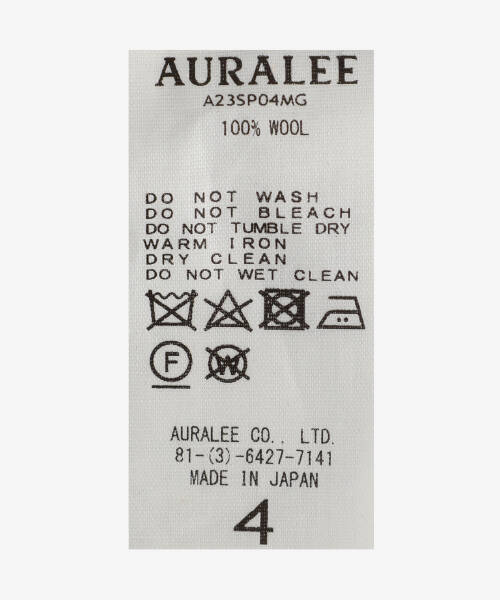 AURALEE
A23SP04MG
100% WOOL
DO NOT WASH
DO NOT BLEACH
DO NOT TUMBLE DRY
WARM IRON
DRY CLEAN
DO NOT WET CLEAN
F
W
AURALEE CO., LTD.
81-(3)-6427-7141
MADE IN JAPAN
4